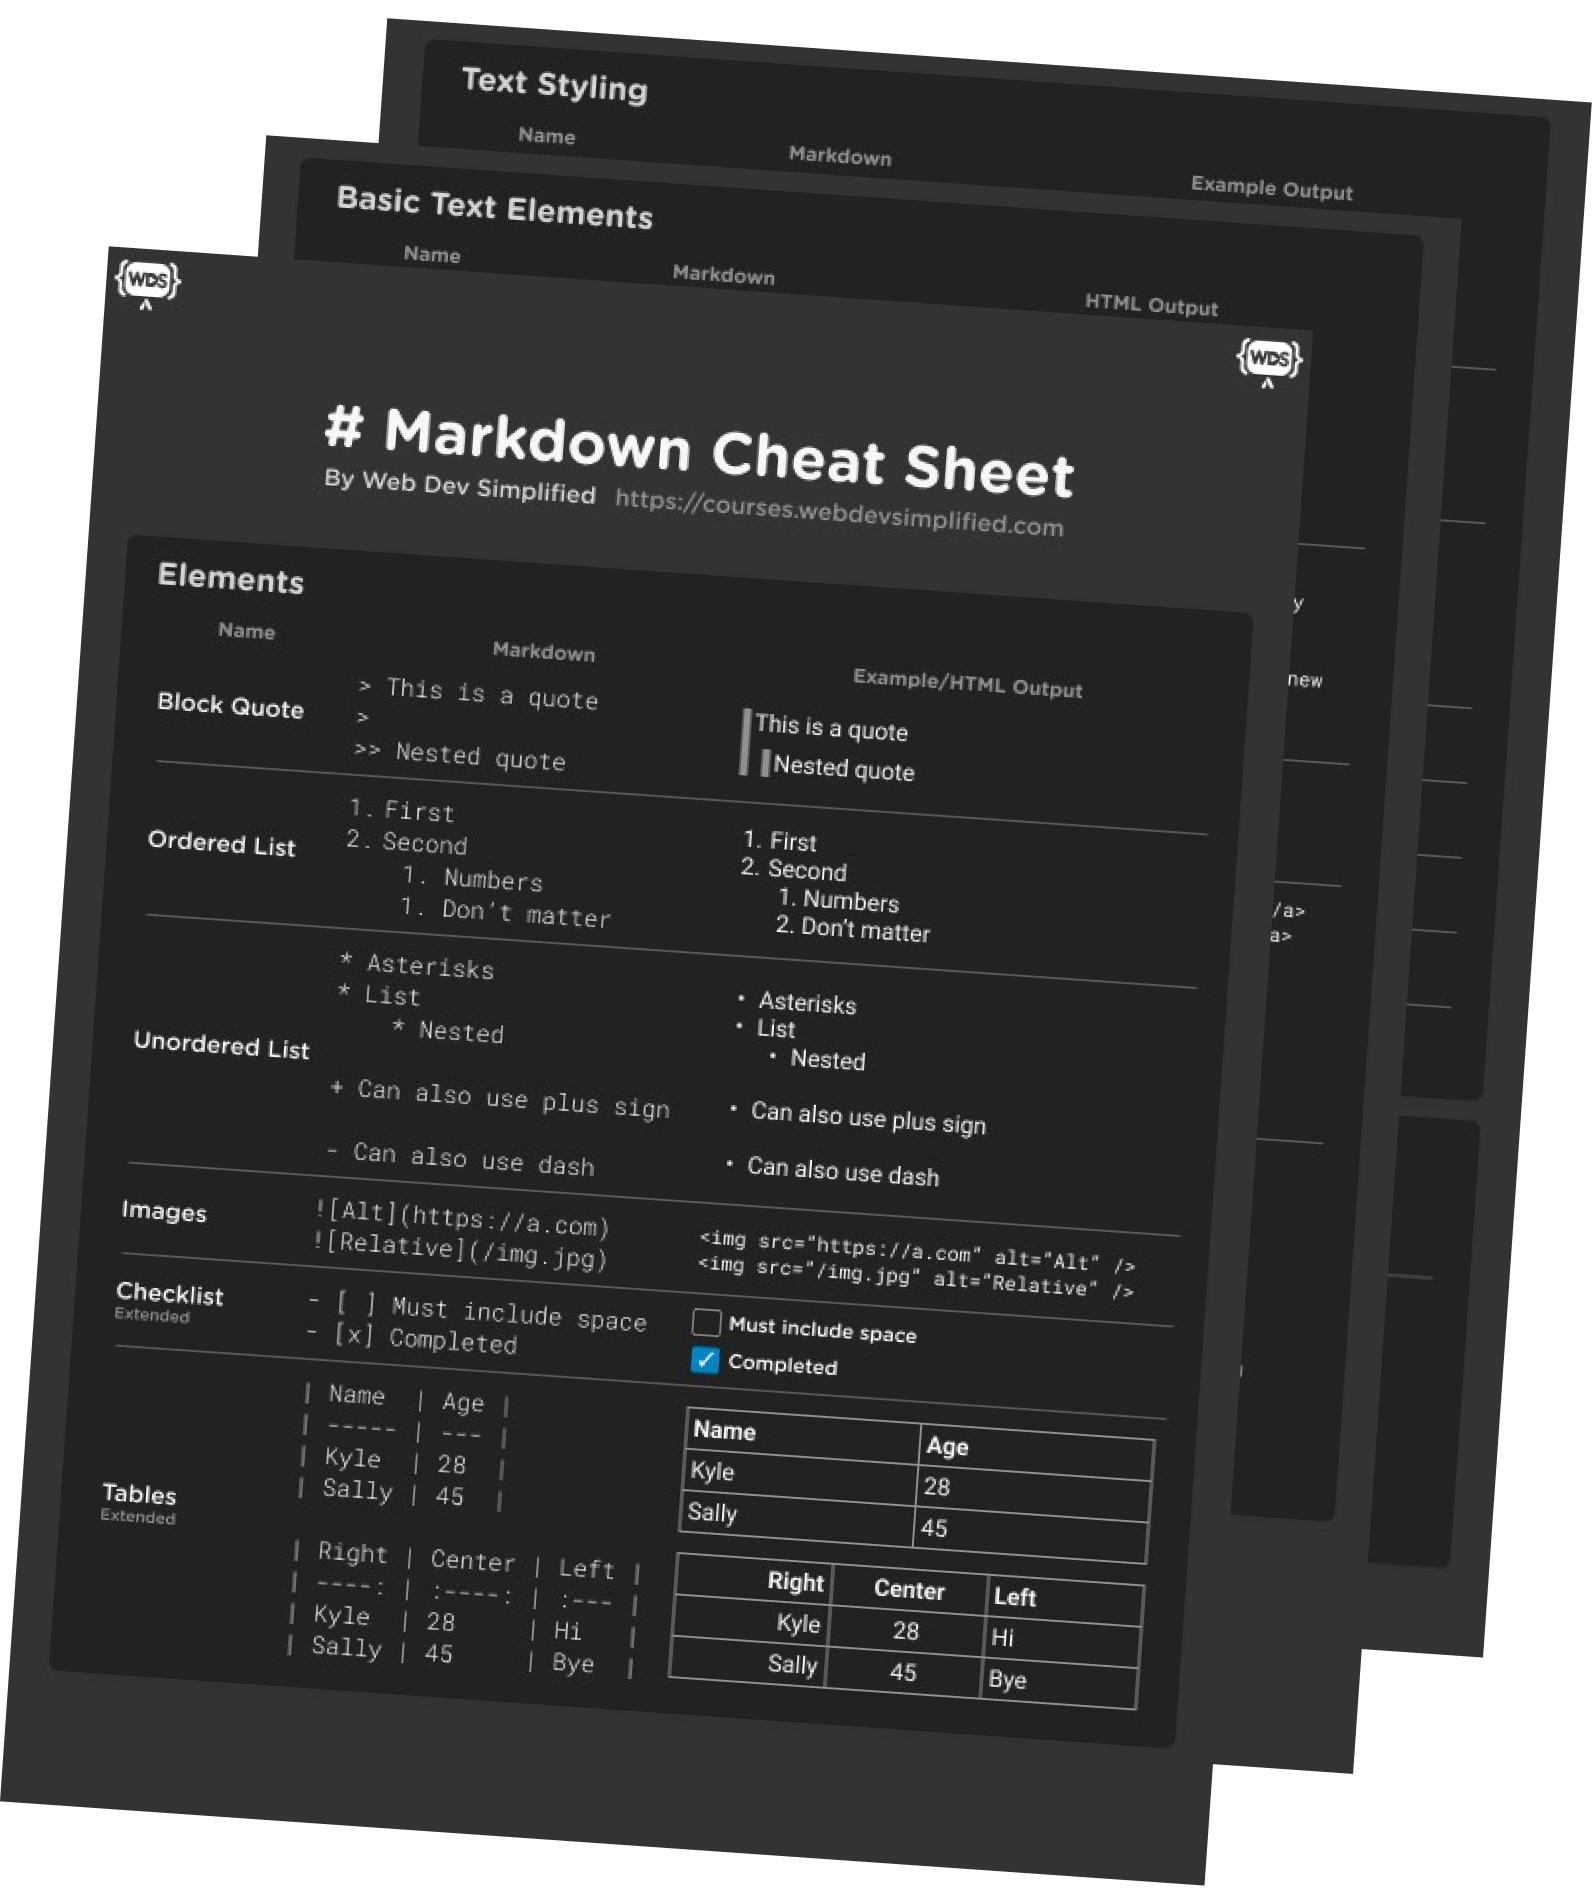 Text Styling
Name Markdown Example Output
Basic Text Elements
Name Markdown HTML Output
{WDS}
^
{WDS}
^
# Markdown Cheat Sheet
By Web Dev Simplified https://courses.webdevsimplified.com
Elements
Name Markdown Example/HTML Output
Block Quote
> This is a quote
>
>> Nested quote
This is a quote
Nested quote
Ordered List
1. First
2. Second
1. Numbers
1. Don't matter
1. First
2. Second
1. Numbers
2. Don't matter
Unordered List
* Asterisks
* List
* Nested
+ Can also use plus sign
- Can also use dash
• Asterisks
• List
• Nested
• Can also use plus sign
• Can also use dash
Images
![Alt](https://a.com)
![Relative](/img.jpg)
<img src="https://a.com" alt="Alt" />
<img src="/img.jpg" alt="Relative" />
Checklist
Extended
- [ ] Must include space
- [x] Completed
Must include space
Completed
Tables
Extended
| Name | Age |
| ----- | --- |
| Kyle | 28 |
| Sally | 45 |
| Right | Center | Left |
| ----: | :----: | :--- |
| Kyle | 28 | Hi |
| Sally | 45 | Bye |
Name Age
Kyle 28
Sally 45
Right Center Left
Kyle 28 Hi
Sally 45 Bye
y
new
/a>
a>